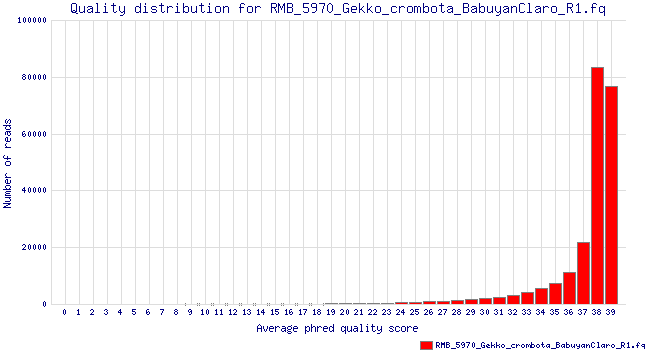 Quality distribution for RMB_5970_Gekko_crombota_BabuyanClaro_R1.fq
100000
80000
60000
40000
20000
0
Number of reads
0 1 2 3 4 5 6 7 8 9 10 11 12 13 14 15 16 17 18 19 20 21 22 23 24 25 26 27 28 29 30 31 32 33 34 35 36 37 38 39
Average phred quality score
RMB_5970_Gekko_crombota_BabuyanClaro_R1.fq